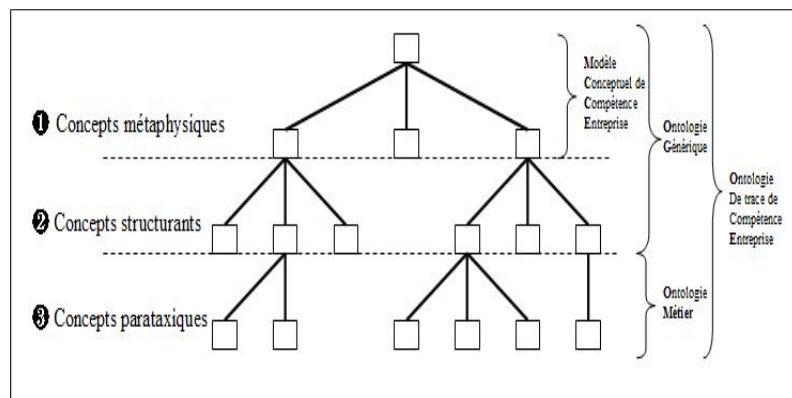 ❶ Concepts métaphysiques
❷ Concepts structurants
❸ Concepts parataxiques
Modèle
Conceptuel de
Compétence
Entreprise
Ontologie
Générique
Ontologie
Métier
Ontologie
De trace de
Compétence
Entreprise